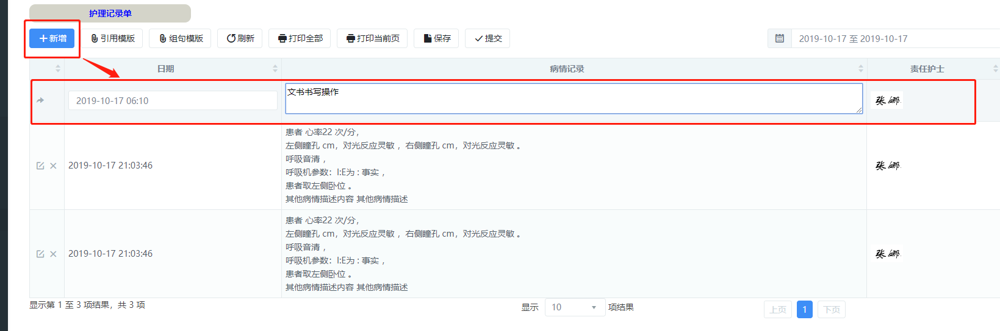 护理记录单
新增 引用模版 组句模版 刷新 打印全部 打印当前页 保存 提交 2019-10-17 至 2019-10-17
日期 病情记录 责任护士
2019-10-17 06:10 文书书写操作 张娜
患者 心率22 次/分,
左侧瞳孔 cm，对光反应灵敏 ，右侧瞳孔 cm，对光反应灵敏 。
呼吸音清 ，
2019-10-17 21:03:46 张娜
呼吸机参数：I:E为 : 事实 ，
患者取左侧卧位 。
其他病情描述内容 其他病情描述
患者 心率22 次/分,
左侧瞳孔 cm，对光反应灵敏 ，右侧瞳孔 cm，对光反应灵敏 。
呼吸音清 ，
2019-10-17 21:03:46 张娜
呼吸机参数：I:E为 : 事实 ，
患者取左侧卧位 。
其他病情描述内容 其他病情描述
显示第 1 至 3 项结果，共 3 项 显示 10 项结果 上页 1 下页